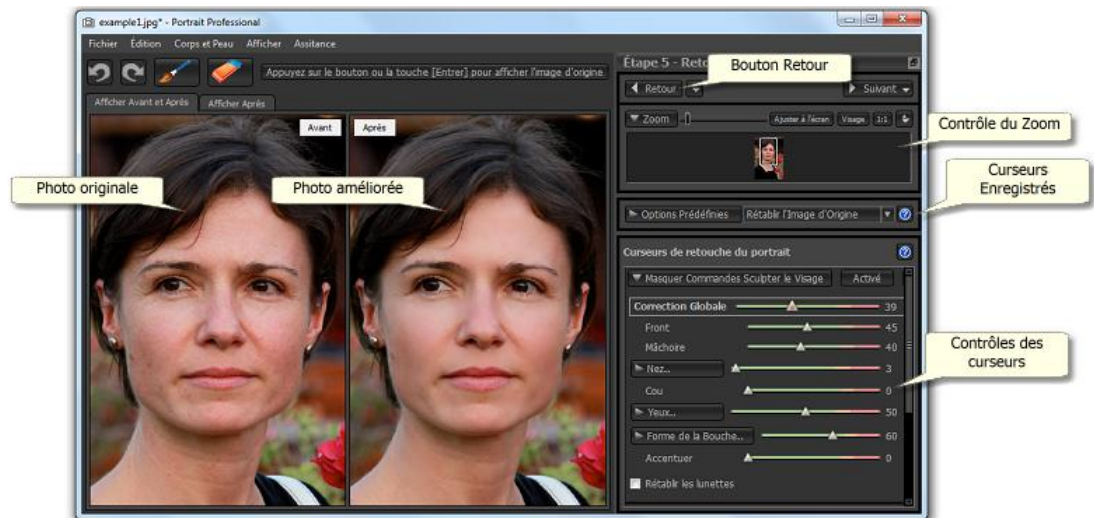 example1.jpg* - Portrait Professional
Fichier Édition Corps et Peau Afficher Assitance
Appuyez sur le bouton ou la touche [Entrer] pour afficher l'image d'origine
Étape 5 - Reto
Bouton Retour
Retour
Suivant
Afficher Avant et Après
Afficher Après
Zoom
Ajuster à l'écran
Visage
1:1
Contrôle du Zoom
Avant
Après
Photo originale
Photo améliorée
Curseurs
Enregistrés
Options Prédéfinies
Rétablir l'Image d'Origine
Curseurs de retouche du portrait
Masquer Commandes Sculpter le Visage
Activé
Correction Globale 39
Front 45
Mâchoire 40
Nez.. 3
Cou 0
Yeux.. 50
Forme de la Bouche.. 60
Accentuer 0
Rétablir les lunettes
Contrôles des
curseurs